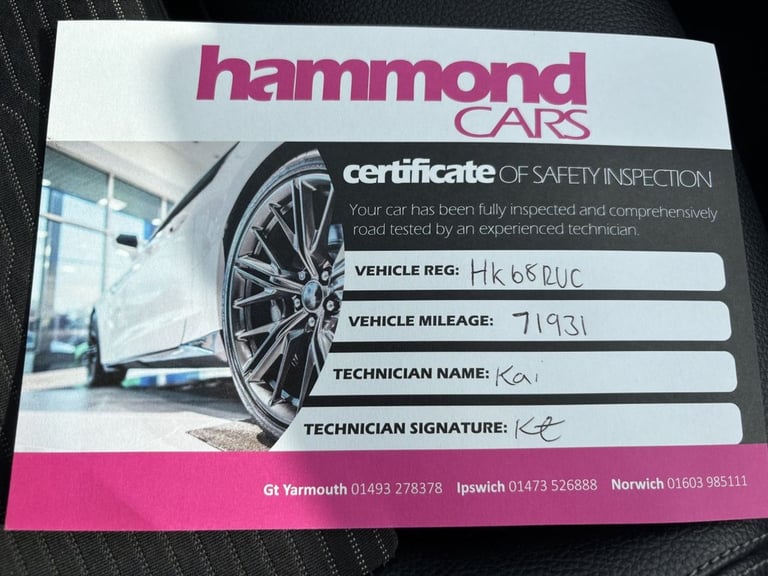 hammond
CARS
certificate OF SAFETY INSPECTION
Your car has been fully inspected and comprehensively
road tested by an experienced technician.
VEHICLE REG: HK68RUC
VEHICLE MILEAGE: 71931
TECHNICIAN NAME: Kai
TECHNICIAN SIGNATURE:
Gt Yarmouth 01493 278378 Ipswich 01473 526888 Norwich 01603 985111